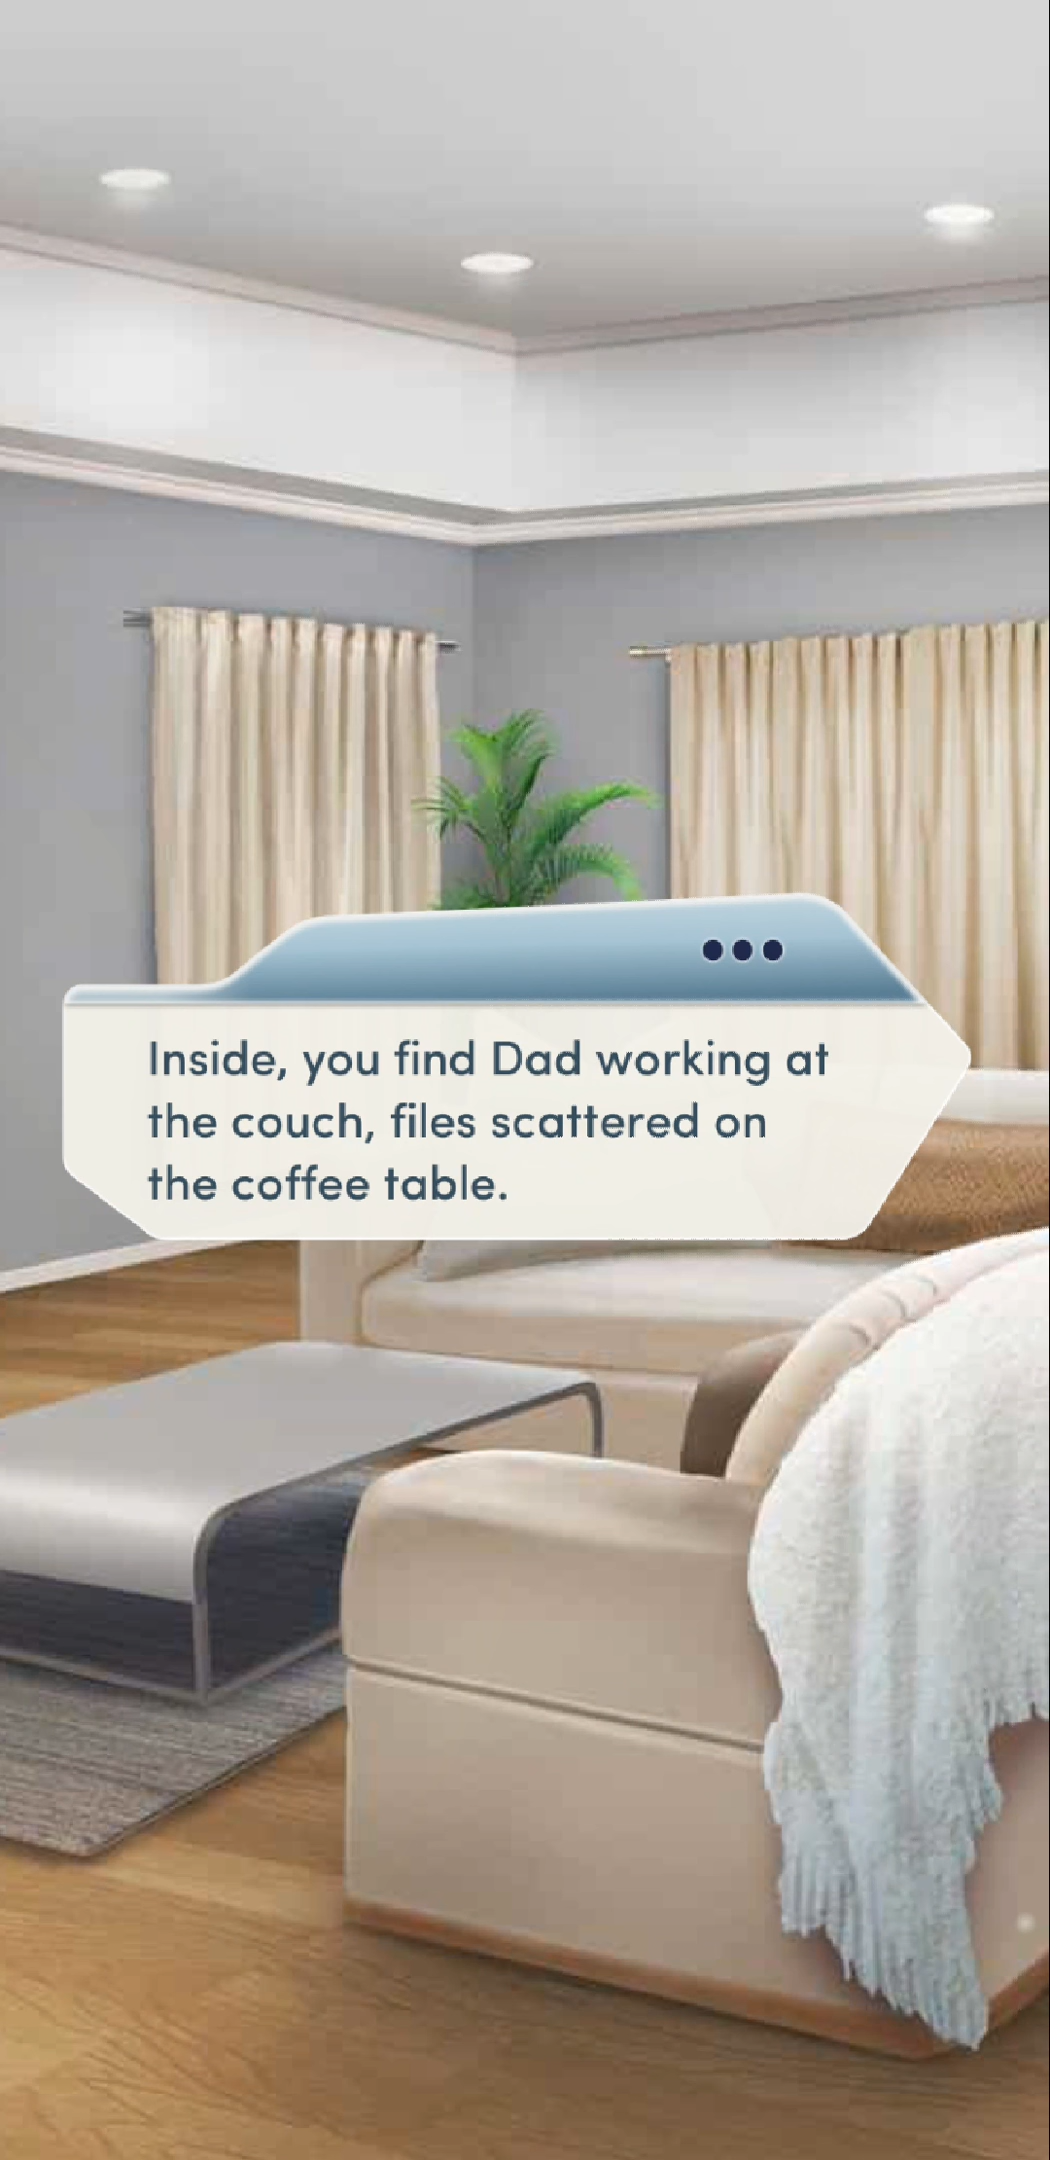 Inside, you find Dad working at
the couch, files scattered on
the coffee table.